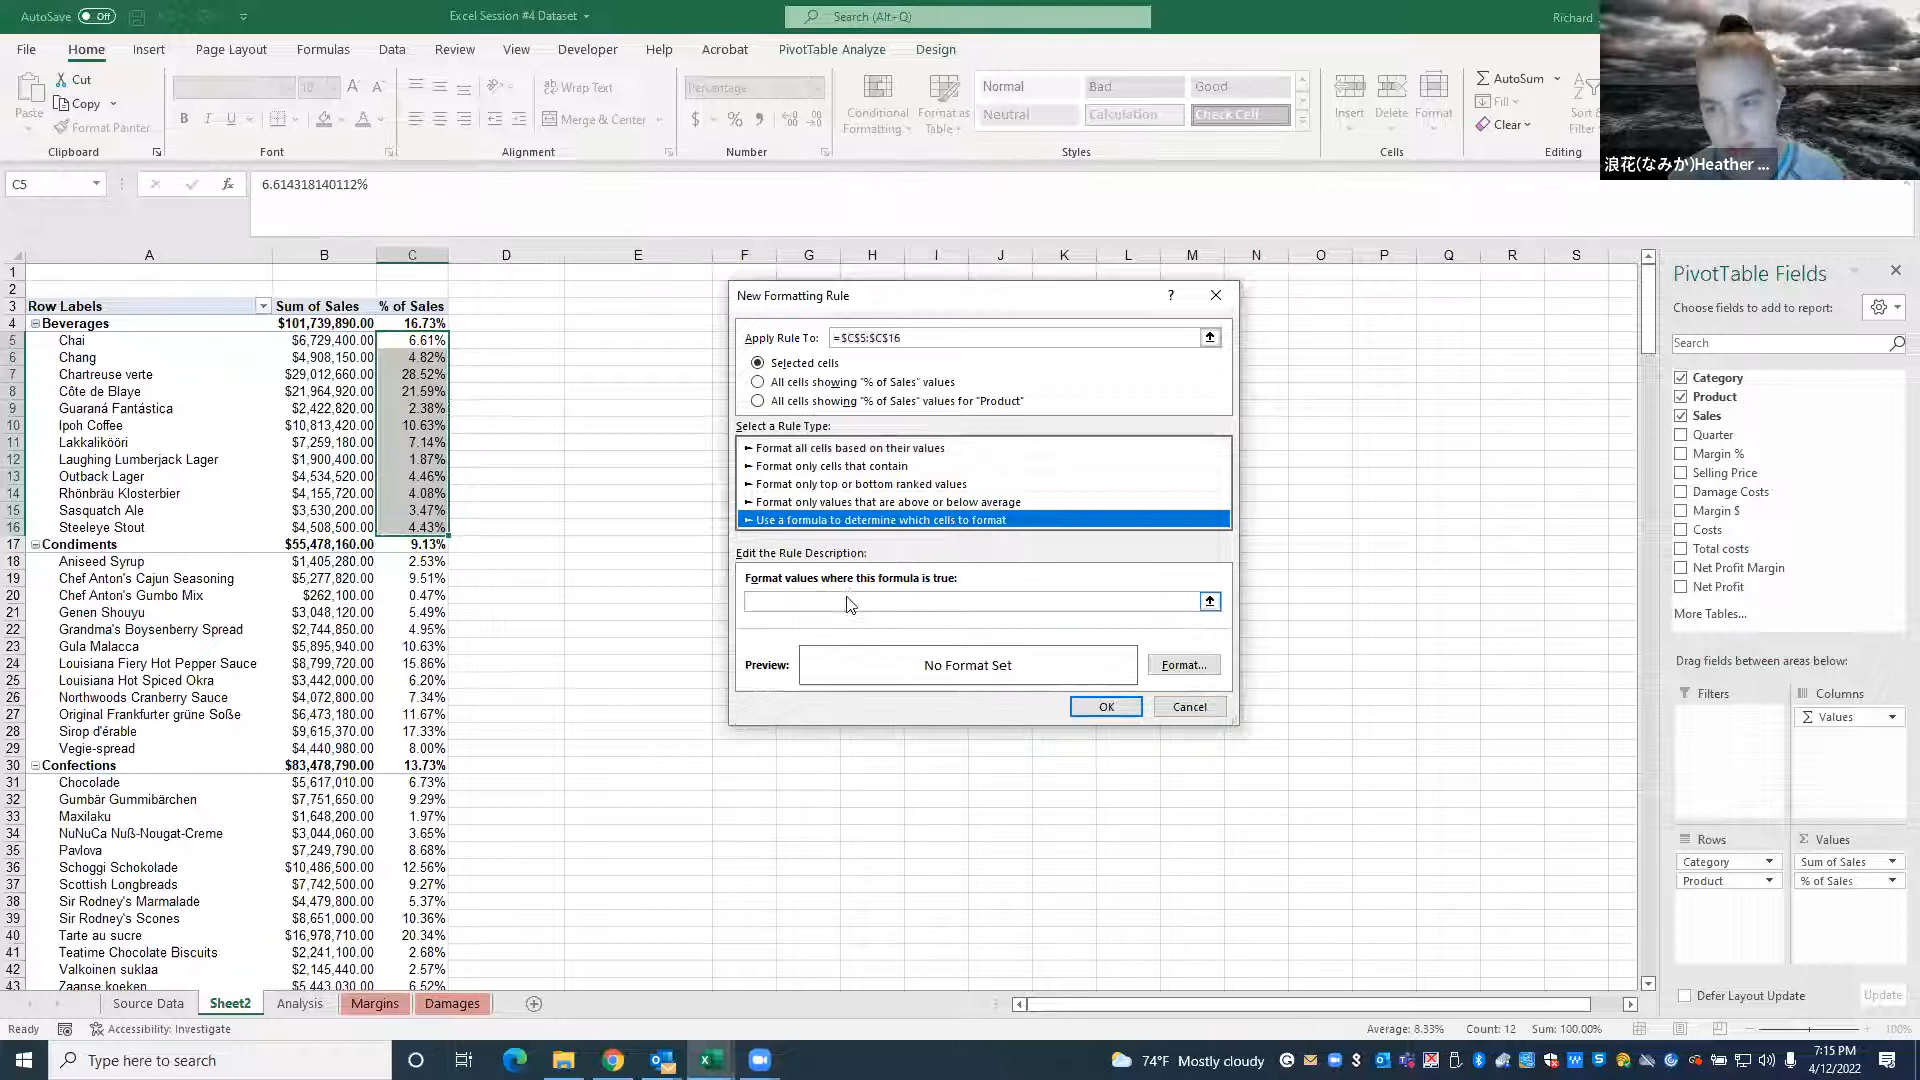 AutoSave Off
Excel Session #4 Dataset
Search (Alt+Q)
Richard
File Home Insert Page Layout Formulas Data Review View Developer Help Acrobat PivotTable Analyze Design
Paste
Cut
Copy
Format Painter
Clipboard
10
B I U
Font
Wrap Text
Merge & Center
Alignment
Percentage
Number
Conditional Formatting
Format as Table
Normal Bad Good
Neutral Calculation Check Cell
Styles
Insert Delete Format
Cells
AutoSum
Fill
Clear
Sort &
Filter
Editing
浪花(なみか)Heather ...
C5
6.614318140112%
A B C D E F G H I J K L M N O P Q R S
1
2
3 Row Labels Sum of Sales % of Sales
4 Beverages $101,739,890.00 16.73%
5 Chai $6,729,400.00 6.61%
6 Chang $4,908,150.00 4.82%
7 Chartreuse verte $29,012,660.00 28.52%
8 Côte de Blaye $21,964,920.00 21.59%
9 Guaraná Fantástica $2,422,820.00 2.38%
10 Ipoh Coffee $10,813,420.00 10.63%
11 Lakkalikööri $7,259,180.00 7.14%
12 Laughing Lumberjack Lager $1,900,400.00 1.87%
13 Outback Lager $4,534,520.00 4.46%
14 Rhönbräu Klosterbier $4,155,720.00 4.08%
15 Sasquatch Ale $3,530,200.00 3.47%
16 Steeleye Stout $4,508,500.00 4.43%
17 Condiments $55,478,160.00 9.13%
18 Aniseed Syrup $1,405,280.00 2.53%
19 Chef Anton's Cajun Seasoning $5,277,820.00 9.51%
20 Chef Anton's Gumbo Mix $262,100.00 0.47%
21 Genen Shouyu $3,048,120.00 5.49%
22 Grandma's Boysenberry Spread $2,744,850.00 4.95%
23 Gula Malacca $5,895,940.00 10.63%
24 Louisiana Fiery Hot Pepper Sauce $8,799,720.00 15.86%
25 Louisiana Hot Spiced Okra $3,442,000.00 6.20%
26 Northwoods Cranberry Sauce $4,072,800.00 7.34%
27 Original Frankfurter grüne Soße $6,473,180.00 11.67%
28 Sirop d'érable $9,615,370.00 17.33%
29 Vegie-spread $4,440,980.00 8.00%
30 Confections $83,478,790.00 13.73%
31 Chocolade $5,617,010.00 6.73%
32 Gumbär Gummibärchen $7,751,650.00 9.29%
33 Maxilaku $1,648,200.00 1.97%
34 NuNuCa Nuß-Nougat-Creme $3,044,060.00 3.65%
35 Pavlova $7,249,790.00 8.68%
36 Schoggi Schokolade $10,486,500.00 12.56%
37 Scottish Longbreads $7,742,500.00 9.27%
38 Sir Rodney's Marmalade $4,479,800.00 5.37%
39 Sir Rodney's Scones $8,651,000.00 10.36%
40 Tarte au sucre $16,978,710.00 20.34%
41 Teatime Chocolate Biscuits $2,241,100.00 2.68%
42 Valkoinen suklaa $2,145,440.00 2.57%
43 Zaanse koeken $5,443,030.00 6.52%
New Formatting Rule ?
Apply Rule To: =$C$5:$C$16
Selected cells
All cells showing "% of Sales" values
All cells showing "% of Sales" values for "Product"
Select a Rule Type:
► Format all cells based on their values
► Format only cells that contain
► Format only top or bottom ranked values
► Format only values that are above or below average
► Use a formula to determine which cells to format
Edit the Rule Description:
Format values where this formula is true:
Preview: No Format Set Format...
OK Cancel
PivotTable Fields
Choose fields to add to report:
Search
Category
Product
Sales
Quarter
Margin %
Selling Price
Damage Costs
Margin $
Costs
Total costs
Net Profit Margin
Net Profit
More Tables...
Drag fields between areas below:
Filters Columns
Σ Values
Rows Σ Values
Category Sum of Sales
Product % of Sales
Defer Layout Update Update
Source Data Sheet2 Analysis Margins Damages
Ready Accessibility: Investigate Average: 8.33% Count: 12 Sum: 100.00% 100%
Type here to search
74°F Mostly cloudy
7:15 PM
4/12/2022